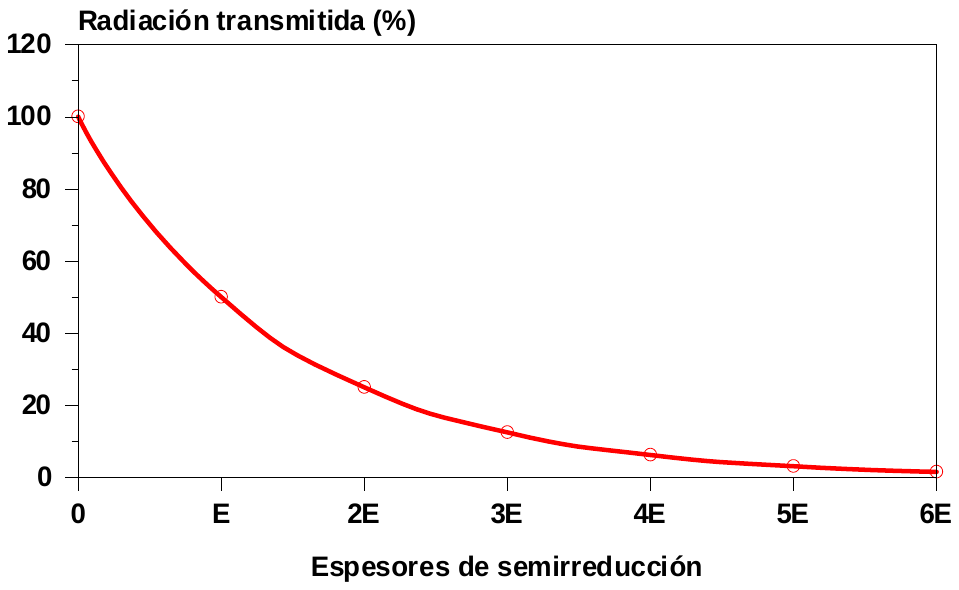 Radiación transmitida (%)
120
100
80
60
40
20
0
0 E 2E 3E 4E 5E 6E
Espesores de semirreducción